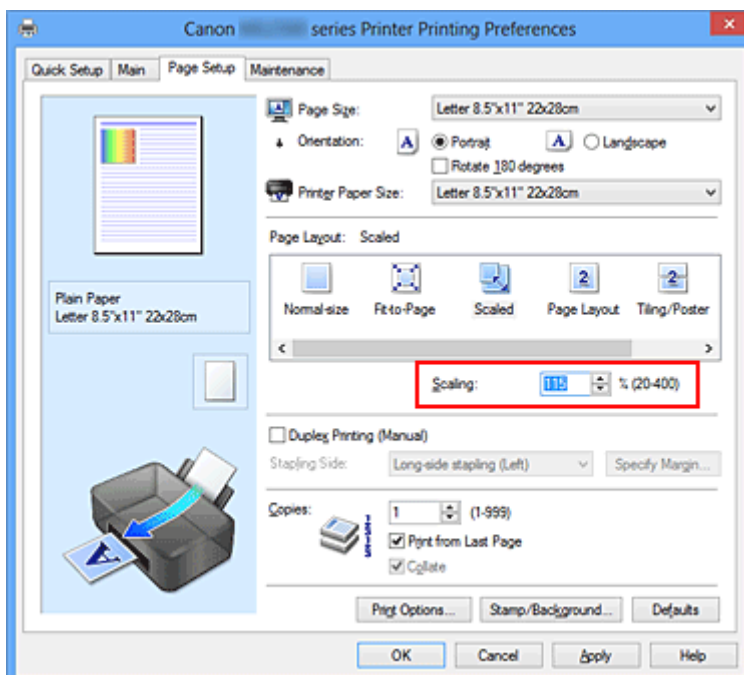 Canon series Printer Printing Preferences
Quick Setup Main Page Setup Maintenance
Page Size: Letter 8.5"x11" 22x28cm
Orientation: A Portrait A Landscape
Rotate 180 degrees
Printer Paper Size: Letter 8.5"x11" 22x28cm
Page Layout: Scaled
Normal-size Fit-to-Page Scaled Page Layout Tiling/Poster
Plain Paper
Letter 8.5"x11" 22x28cm
Scaling: 115 % (20-400)
Duplex Printing (Manual)
Stapling Side: Long-side stapling (Left) Specify Margin...
Copies: 1 (1-999)
Print from Last Page
Collate
Print Options... Stamp/Background... Defaults
OK Cancel Apply Help